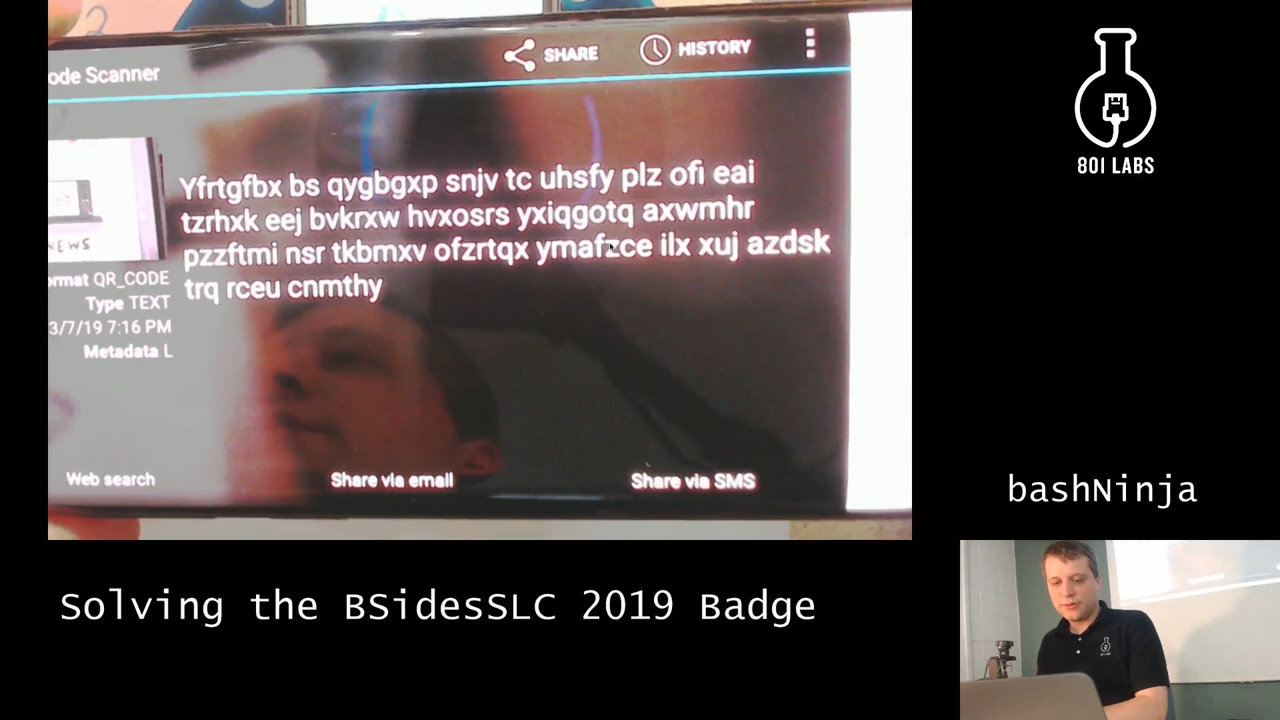 ode Scanner
SHARE
HISTORY
Yfrtgfbx bs qygbgxp snjv tc uhsfy plz ofi eai
tzrhxk eej bvkrxw hvxosrs yxiqgotq axwmhr
pzzftmi nsr tkbmxv ofzrtqx ymafzce ilx xuj azdsk
trq rceu cnmthy
NEWS
ormat QR_CODE
Type TEXT
3/7/19 7:16 PM
Metadata L
Web search
Share via email
Share via SMS
801 LABS
bashNinja
Solving the BSidesSLC 2019 Badge